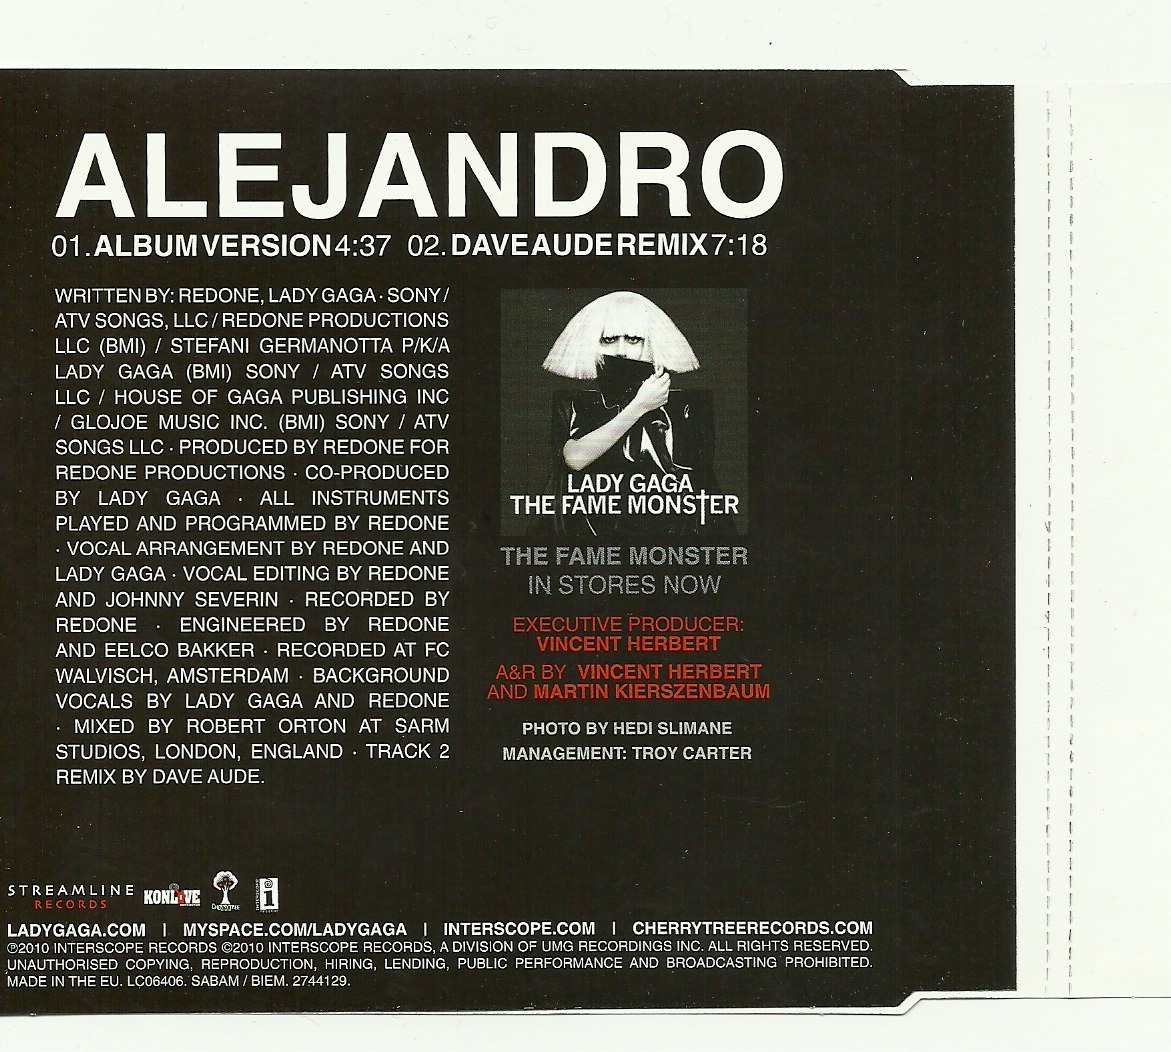 ALEJANDRO
01. ALBUM VERSION 4:37 02. DAVE AUDE REMIX 7:18
WRITTEN BY: REDONE, LADY GAGA · SONY /
ATV SONGS, LLC / REDONE PRODUCTIONS
LLC (BMI) / STEFANI GERMANOTTA P/K/A
LADY GAGA (BMI) SONY / ATV SONGS
LLC / HOUSE OF GAGA PUBLISHING INC
/ GLOJOE MUSIC INC. (BMI) SONY / ATV
SONGS LLC · PRODUCED BY REDONE FOR
REDONE PRODUCTIONS · CO-PRODUCED
BY LADY GAGA · ALL INSTRUMENTS
PLAYED AND PROGRAMMED BY REDONE
· VOCAL ARRANGEMENT BY REDONE AND
LADY GAGA · VOCAL EDITING BY REDONE
AND JOHNNY SEVERIN · RECORDED BY
REDONE · ENGINEERED BY REDONE
AND EELCO BAKKER · RECORDED AT FC
WALVISCH, AMSTERDAM · BACKGROUND
VOCALS BY LADY GAGA AND REDONE
· MIXED BY ROBERT ORTON AT SARM
STUDIOS, LONDON, ENGLAND · TRACK 2
REMIX BY DAVE AUDE.
LADY GAGA
THE FAME MONSTER
THE FAME MONSTER
IN STORES NOW
EXECUTIVE PRODUCER:
VINCENT HERBERT
A&R BY VINCENT HERBERT
AND MARTIN KIERSZENBAUM
PHOTO BY HEDI SLIMANE
MANAGEMENT: TROY CARTER
STREAMLINE
RECORDS
KONLIVE
CHERRYTREE
INTERSCOPE
LADYGAGA.COM | MYSPACE.COM/LADYGAGA | INTERSCOPE.COM | CHERRYTREERECORDS.COM
℗2010 INTERSCOPE RECORDS ©2010 INTERSCOPE RECORDS, A DIVISION OF UMG RECORDINGS INC. ALL RIGHTS RESERVED.
UNAUTHORISED COPYING, REPRODUCTION, HIRING, LENDING, PUBLIC PERFORMANCE AND BROADCASTING PROHIBITED.
MADE IN THE EU. LC06406. SABAM / BIEM. 2744129.